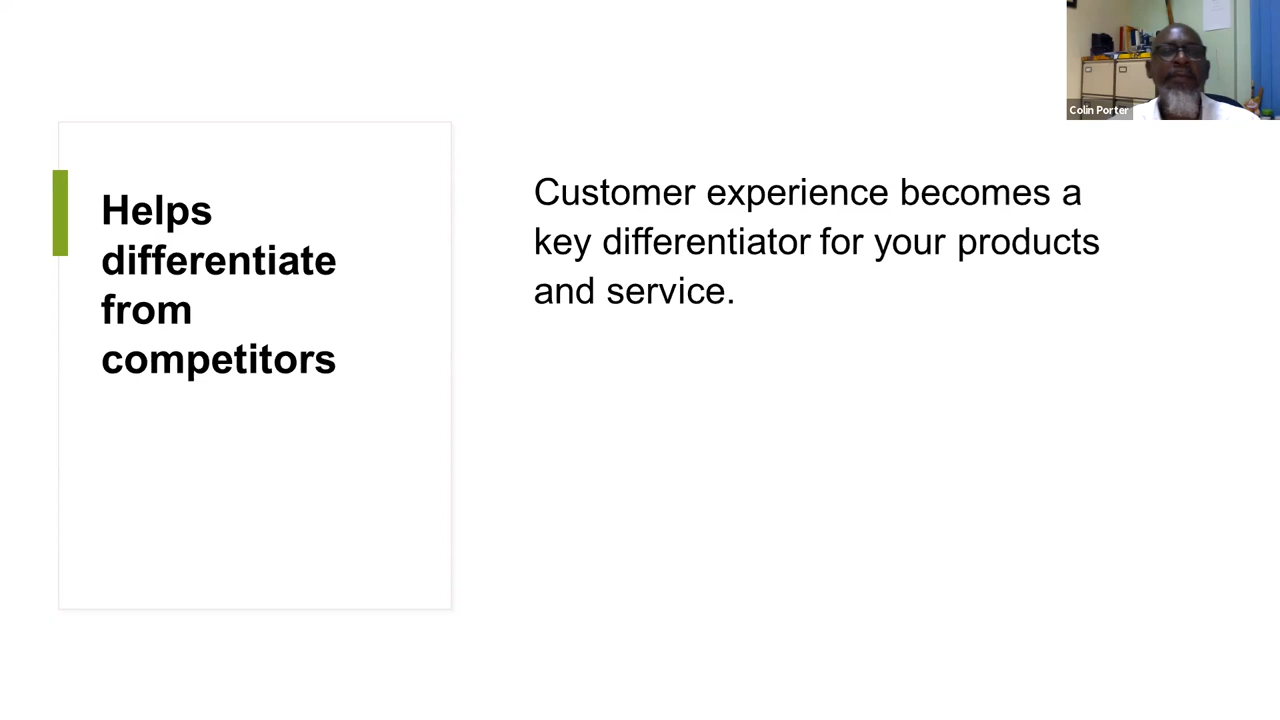 Helps
differentiate
from
competitors
Customer experience becomes a
key differentiator for your products
and service.
Colin Porter